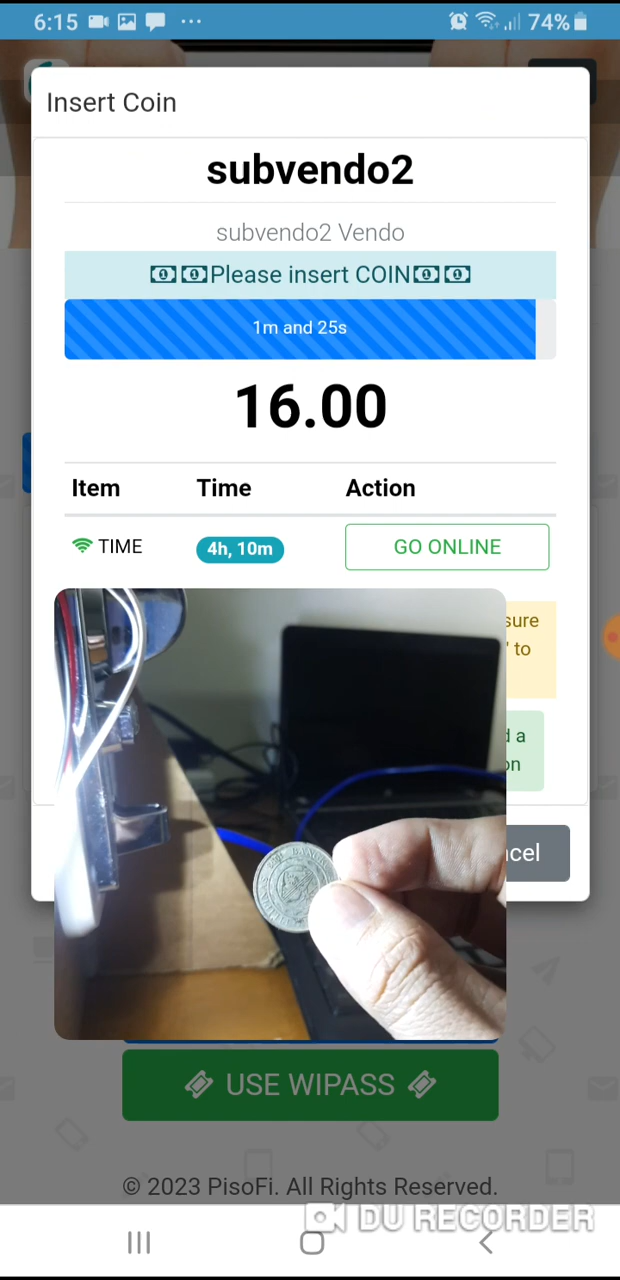 6:15
74%
Insert Coin
subvendo2
subvendo2 Vendo
Please insert COIN
1m and 25s
16.00
Item Time Action
TIME 4h, 10m GO ONLINE
sure
' to
d a
on
ncel
USE WIPASS
© 2023 PisoFi. All Rights Reserved.
DU RECORDER